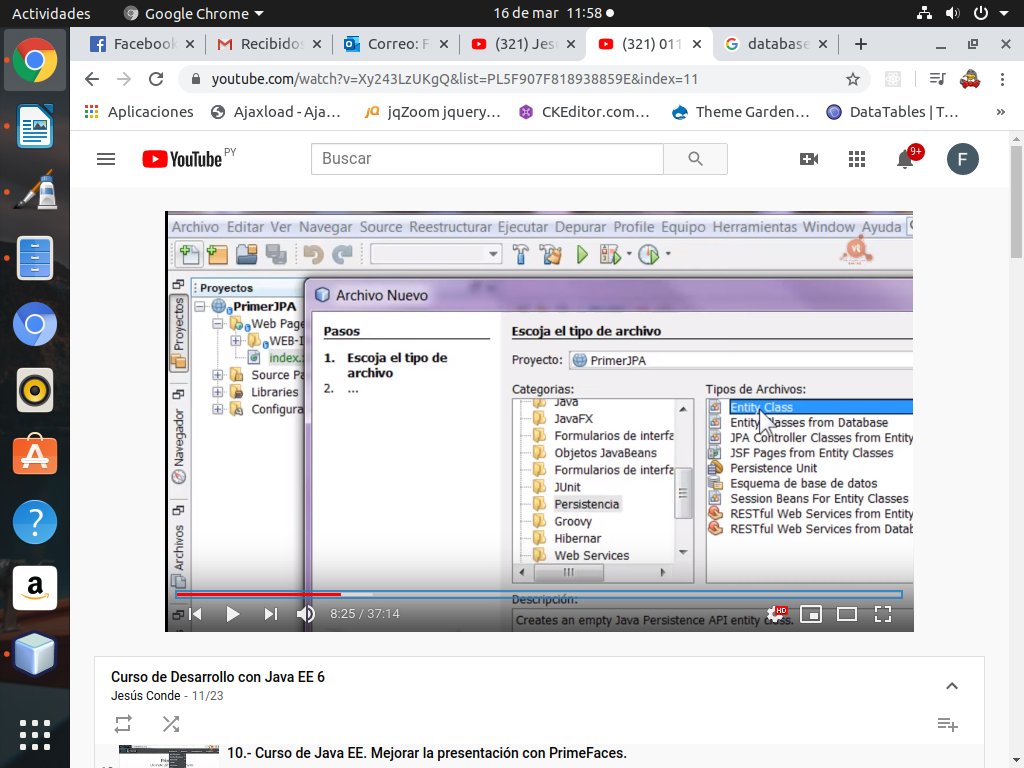 Actividades Google Chrome 16 de mar 11:58
Facebook Recibidos Correo: F (321) Jes (321) 011 database
youtube.com/watch?v=Xy243LzUKgQ&list=PL5F907F818938859E&index=11
Aplicaciones Ajaxload - Aja... jqZoom jquery... CKEditor.com... Theme Garden... DataTables | T... »
YouTube PY Buscar 9+ F
Archivo Editar Ver Navegar Source Reestructurar Ejecutar Depurar Profile Equipo Herramientas Window Ayuda
Proyectos
Proyectos
Navegador
Archivos
PrimerJPA
Web Page
WEB-I
index.
Source Pa
Libraries
Configura
Archivo Nuevo
Pasos
1. Escoja el tipo de
archivo
2. ...
Escoja el tipo de archivo
Proyecto: PrimerJPA
Categorias:
Java
JavaFX
Formularios de interfa
Objetos JavaBeans
Formularios de interfa
JUnit
Persistencia
Groovy
Hibernar
Web Services
Tipos de Archivos:
Entity Class
Entity Classes from Database
JPA Controller Classes from Entity
JSF Pages from Entity Classes
Persistence Unit
Esquema de base de datos
Session Beans For Entity Classes
RESTful Web Services from Entity
RESTful Web Services from Datab
Descripción:
Creates an empty Java Persistence API entity class.
8:25 / 37:14
HD
Curso de Desarrollo con Java EE 6
Jesús Conde - 11/23
10.- Curso de Java EE. Mejorar la presentación con PrimeFaces.